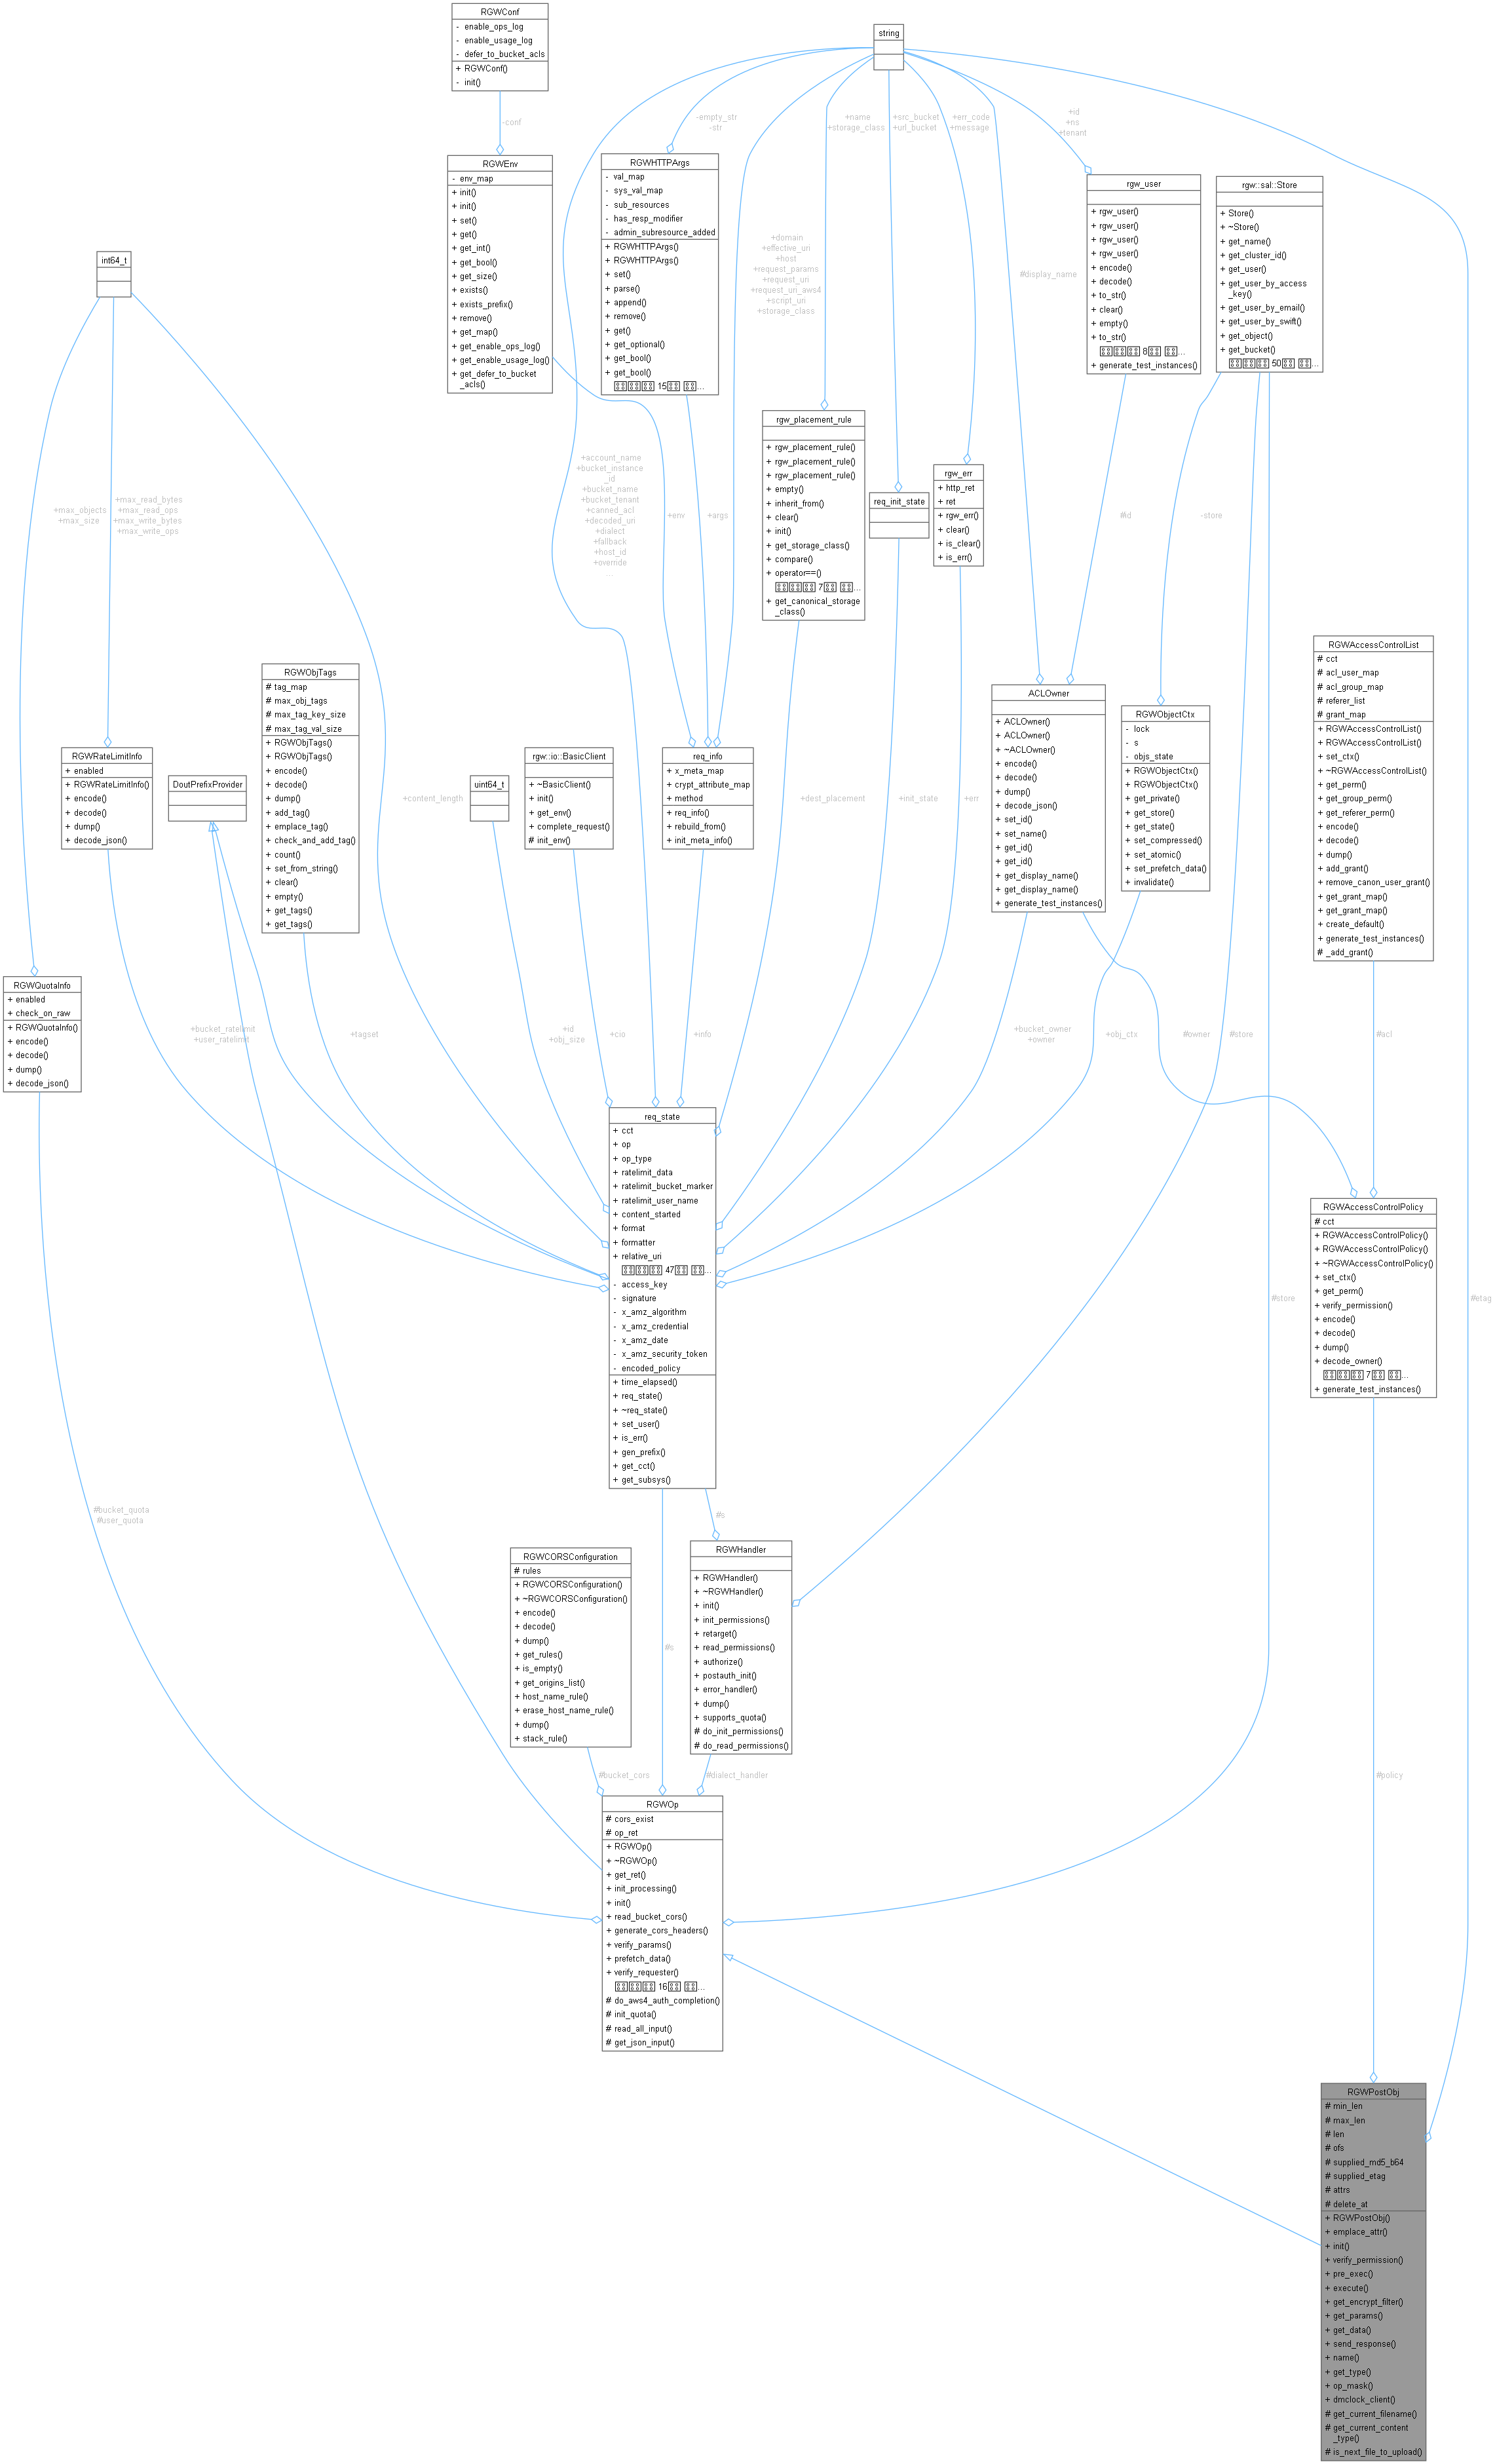 RGWConf
- enable_ops_log
- enable_usage_log
- defer_to_bucket_acls
+ RGWConf()
- init()
string
-conf
-empty_str
-str
+name
+storage_class
+src_bucket
+url_bucket
+err_code
+message
+id
+ns
+tenant
RGWEnv
- env_map
+ init()
+ init()
+ set()
+ get()
+ get_int()
+ get_bool()
+ get_size()
+ exists()
+ exists_prefix()
+ remove()
+ get_map()
+ get_enable_ops_log()
+ get_enable_usage_log()
+ get_defer_to_bucket
_acls()
RGWHTTPArgs
- val_map
- sys_val_map
- sub_resources
- has_resp_modifier
- admin_subresource_added
+ RGWHTTPArgs()
+ RGWHTTPArgs()
+ set()
+ parse()
+ append()
+ remove()
+ get()
+ get_optional()
+ get_bool()
+ get_bool()
15
...
rgw_user
+ rgw_user()
+ rgw_user()
+ rgw_user()
+ rgw_user()
+ encode()
+ decode()
+ to_str()
+ clear()
+ empty()
+ to_str()
8
...
+ generate_test_instances()
rgw::sal::Store
+ Store()
+ ~Store()
+ get_name()
+ get_cluster_id()
+ get_user()
+ get_user_by_access
_key()
+ get_user_by_email()
+ get_user_by_swift()
+ get_object()
+ get_bucket()
50
...
int64_t
+domain
+effective_uri
+host
+request_params
+request_uri
+request_uri_aws4
+script_uri
+storage_class
#display_name
rgw_placement_rule
+ rgw_placement_rule()
+ rgw_placement_rule()
+ rgw_placement_rule()
+ empty()
+ inherit_from()
+ clear()
+ init()
+ get_storage_class()
+ compare()
+ operator==()
7
...
+ get_canonical_storage
_class()
req_init_state
rgw_err
+ http_ret
+ ret
+ rgw_err()
+ clear()
+ is_clear()
+ is_err()
+max_objects
+max_size
+max_read_bytes
+max_read_ops
+max_write_bytes
+max_write_ops
+account_name
+bucket_instance
_id
+bucket_name
+bucket_tenant
+canned_acl
+decoded_uri
+dialect
+fallback
+host_id
+override
...
+env
+args
#id
-store
RGWObjTags
# tag_map
# max_obj_tags
# max_tag_key_size
# max_tag_val_size
+ RGWObjTags()
+ RGWObjTags()
+ encode()
+ decode()
+ dump()
+ add_tag()
+ emplace_tag()
+ check_and_add_tag()
+ count()
+ set_from_string()
+ clear()
+ empty()
+ get_tags()
+ get_tags()
RGWRateLimitInfo
+ enabled
+ RGWRateLimitInfo()
+ encode()
+ decode()
+ dump()
+ decode_json()
DoutPrefixProvider
+content_length
uint64_t
rgw::io::BasicClient
+ ~BasicClient()
+ init()
+ get_env()
+ complete_request()
# init_env()
req_info
+ x_meta_map
+ crypt_attribute_map
+ method
+ req_info()
+ rebuild_from()
+ init_meta_info()
+dest_placement
+init_state
+err
ACLOwner
+ ACLOwner()
+ ACLOwner()
+ ~ACLOwner()
+ encode()
+ decode()
+ dump()
+ decode_json()
+ set_id()
+ set_name()
+ get_id()
+ get_id()
+ get_display_name()
+ get_display_name()
+ generate_test_instances()
RGWObjectCtx
- lock
- s
- objs_state
+ RGWObjectCtx()
+ RGWObjectCtx()
+ get_private()
+ get_store()
+ get_state()
+ set_compressed()
+ set_atomic()
+ set_prefetch_data()
+ invalidate()
RGWAccessControlList
# cct
# acl_user_map
# acl_group_map
# referer_list
# grant_map
+ RGWAccessControlList()
+ RGWAccessControlList()
+ set_ctx()
+ ~RGWAccessControlList()
+ get_perm()
+ get_group_perm()
+ get_referer_perm()
+ encode()
+ decode()
+ dump()
+ add_grant()
+ remove_canon_user_grant()
+ get_grant_map()
+ get_grant_map()
+ create_default()
+ generate_test_instances()
# _add_grant()
RGWQuotaInfo
+ enabled
+ check_on_raw
+ RGWQuotaInfo()
+ encode()
+ decode()
+ dump()
+ decode_json()
+bucket_ratelimit
+user_ratelimit
+tagset
+id
+obj_size
+cio
+info
+bucket_owner
+owner
+obj_ctx
#owner
#store
#acl
req_state
+ cct
+ op
+ op_type
+ ratelimit_data
+ ratelimit_bucket_marker
+ ratelimit_user_name
+ content_started
+ format
+ formatter
+ relative_uri
47
...
- access_key
- signature
- x_amz_algorithm
- x_amz_credential
- x_amz_date
- x_amz_security_token
- encoded_policy
+ time_elapsed()
+ req_state()
+ ~req_state()
+ set_user()
+ is_err()
+ gen_prefix()
+ get_cct()
+ get_subsys()
#store
RGWAccessControlPolicy
# cct
+ RGWAccessControlPolicy()
+ RGWAccessControlPolicy()
+ ~RGWAccessControlPolicy()
+ set_ctx()
+ get_perm()
+ verify_permission()
+ encode()
+ decode()
+ dump()
+ decode_owner()
7
...
+ generate_test_instances()
#etag
#bucket_quota
#user_quota
#s
RGWCORSConfiguration
# rules
+ RGWCORSConfiguration()
+ ~RGWCORSConfiguration()
+ encode()
+ decode()
+ dump()
+ get_rules()
+ is_empty()
+ get_origins_list()
+ host_name_rule()
+ erase_host_name_rule()
+ dump()
+ stack_rule()
#s
RGWHandler
+ RGWHandler()
+ ~RGWHandler()
+ init()
+ init_permissions()
+ retarget()
+ read_permissions()
+ authorize()
+ postauth_init()
+ error_handler()
+ dump()
+ supports_quota()
# do_init_permissions()
# do_read_permissions()
#bucket_cors
#dialect_handler
#policy
RGWOp
# cors_exist
# op_ret
+ RGWOp()
+ ~RGWOp()
+ get_ret()
+ init_processing()
+ init()
+ read_bucket_cors()
+ generate_cors_headers()
+ verify_params()
+ prefetch_data()
+ verify_requester()
16
...
# do_aws4_auth_completion()
# init_quota()
# read_all_input()
# get_json_input()
RGWPostObj
# min_len
# max_len
# len
# ofs
# supplied_md5_b64
# supplied_etag
# attrs
# delete_at
+ RGWPostObj()
+ emplace_attr()
+ init()
+ verify_permission()
+ pre_exec()
+ execute()
+ get_encrypt_filter()
+ get_params()
+ get_data()
+ send_response()
+ name()
+ get_type()
+ op_mask()
+ dmclock_client()
# get_current_filename()
# get_current_content
_type()
# is_next_file_to_upload()